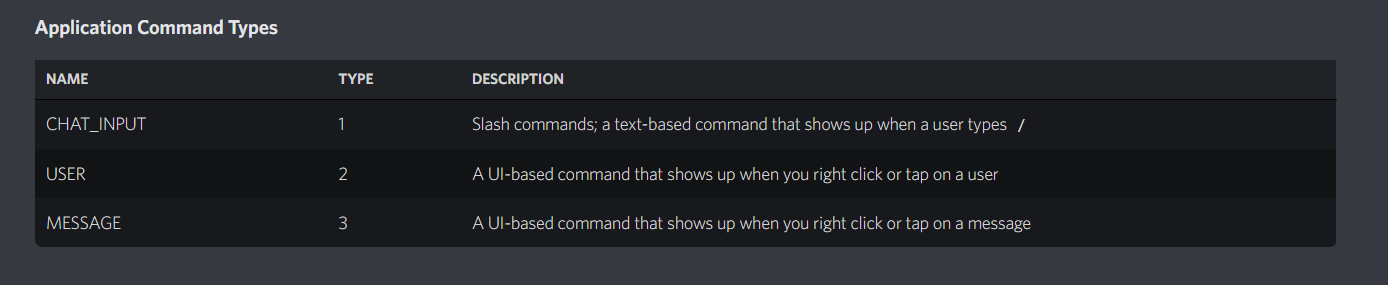 Application Command Types
NAME TYPE DESCRIPTION
CHAT_INPUT 1 Slash commands; a text-based command that shows up when a user types /
USER 2 A UI-based command that shows up when you right click or tap on a user
MESSAGE 3 A UI-based command that shows up when you right click or tap on a message